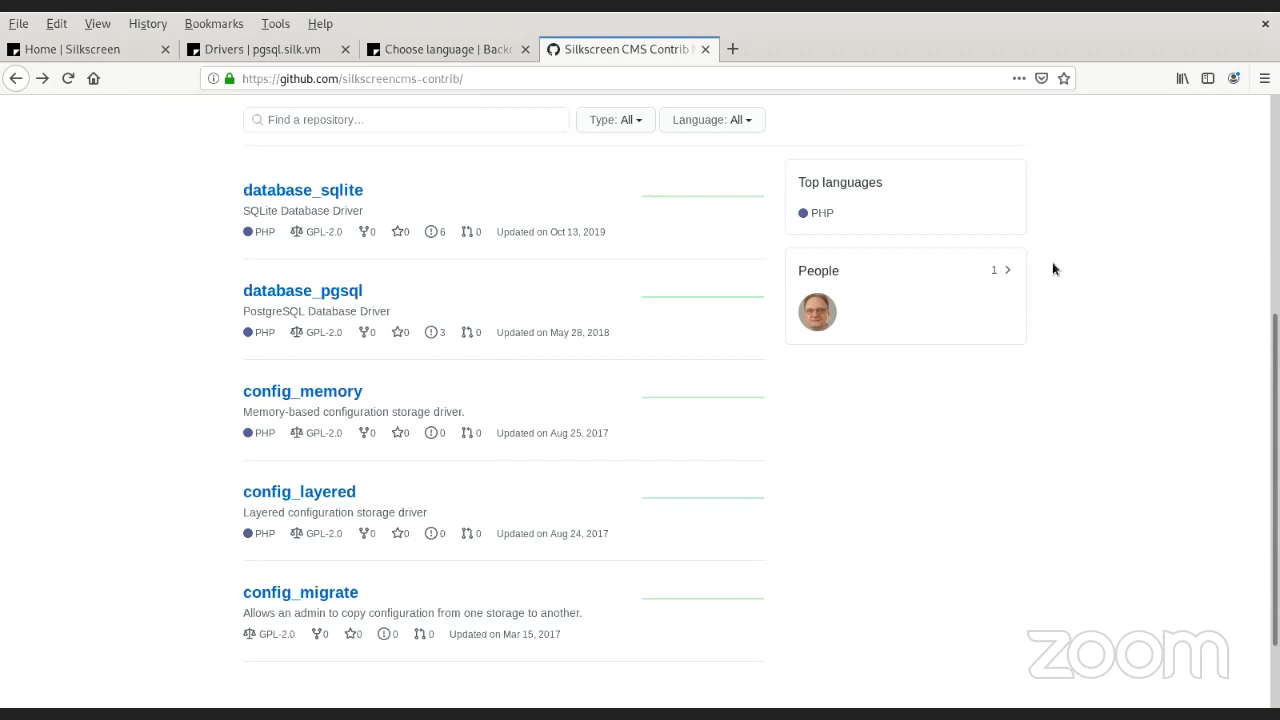 File Edit View History Bookmarks Tools Help
Home | Silkscreen Drivers | pgsql.silk.vm Choose language | Back Silkscreen CMS Contrib
https://github.com/silkscreencms-contrib/
Find a repository… Type: All Language: All
database_sqlite
SQLite Database Driver
PHP GPL-2.0 0 0 6 0 Updated on Oct 13, 2019
database_pgsql
PostgreSQL Database Driver
PHP GPL-2.0 0 0 3 0 Updated on May 28, 2018
config_memory
Memory-based configuration storage driver.
PHP GPL-2.0 0 0 0 0 Updated on Aug 25, 2017
config_layered
Layered configuration storage driver
PHP GPL-2.0 0 0 0 0 Updated on Aug 24, 2017
config_migrate
Allows an admin to copy configuration from one storage to another.
GPL-2.0 0 0 0 0 Updated on Mar 15, 2017
Top languages
PHP
People 1
zoom